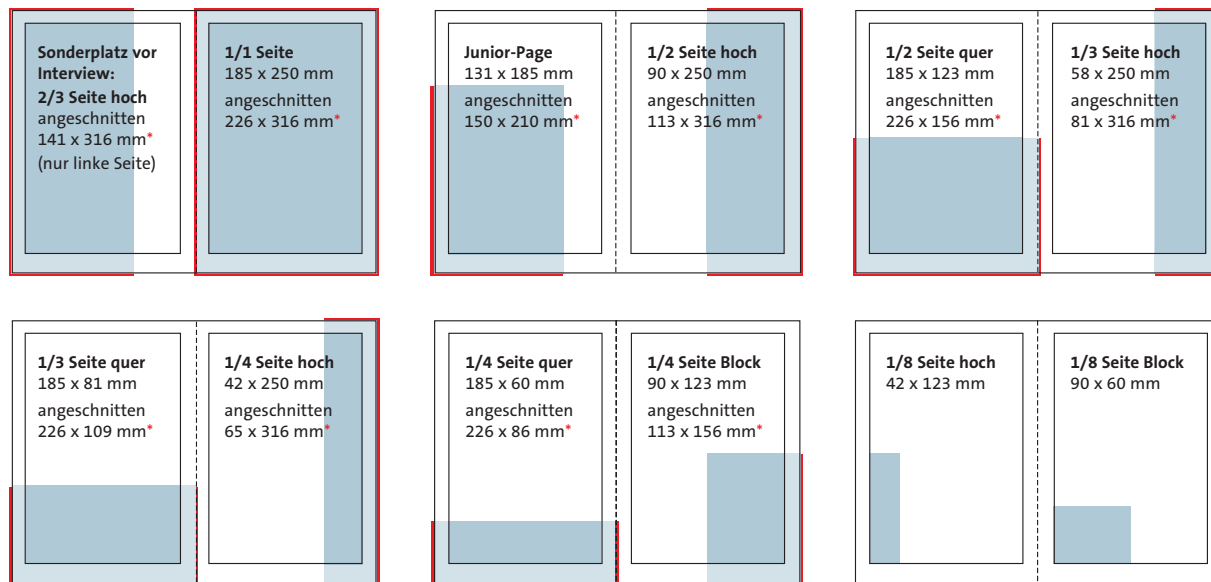 Sonderplatz vor
Interview:
2/3 Seite hoch
angeschnitten
141 x 316 mm*
(nur linke Seite)
1/1 Seite
185 x 250 mm
angeschnitten
226 x 316 mm*
Junior-Page
131 x 185 mm
angeschnitten
150 x 210 mm*
1/2 Seite hoch
90 x 250 mm
angeschnitten
113 x 316 mm*
1/2 Seite quer
185 x 123 mm
angeschnitten
226 x 156 mm*
1/3 Seite hoch
58 x 250 mm
angeschnitten
81 x 316 mm*
1/3 Seite quer
185 x 81 mm
angeschnitten
226 x 109 mm*
1/4 Seite hoch
42 x 250 mm
angeschnitten
65 x 316 mm*
1/4 Seite quer
185 x 60 mm
angeschnitten
226 x 86 mm*
1/4 Seite Block
90 x 123 mm
angeschnitten
113 x 156 mm*
1/8 Seite hoch
42 x 123 mm
1/8 Seite Block
90 x 60 mm